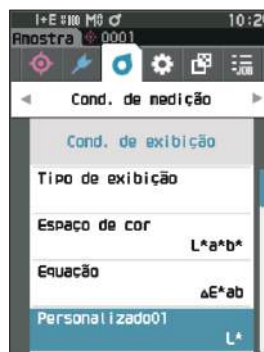 I+E M0 10:2
Amostra 0001
JOB
Cond. de medição
Cond. de exibição
Tipo de exibição
Espaço de cor
L*a*b*
Equação
ΔE*ab
Personalizado01
L*